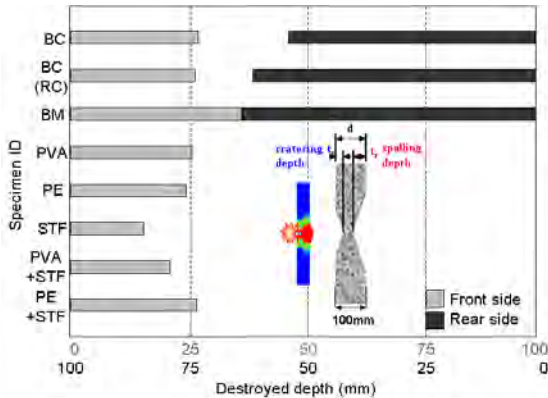 BC
BC
(RC)
BM
PVA
PE
STF
PVA
+STF
PE
+STF
Specimen ID
d
cratering t
depth
tr spalling
depth
100mm
Front side
Rear side
0 25 50 25 100
100 75 50 75 0
Destroyed depth (mm)